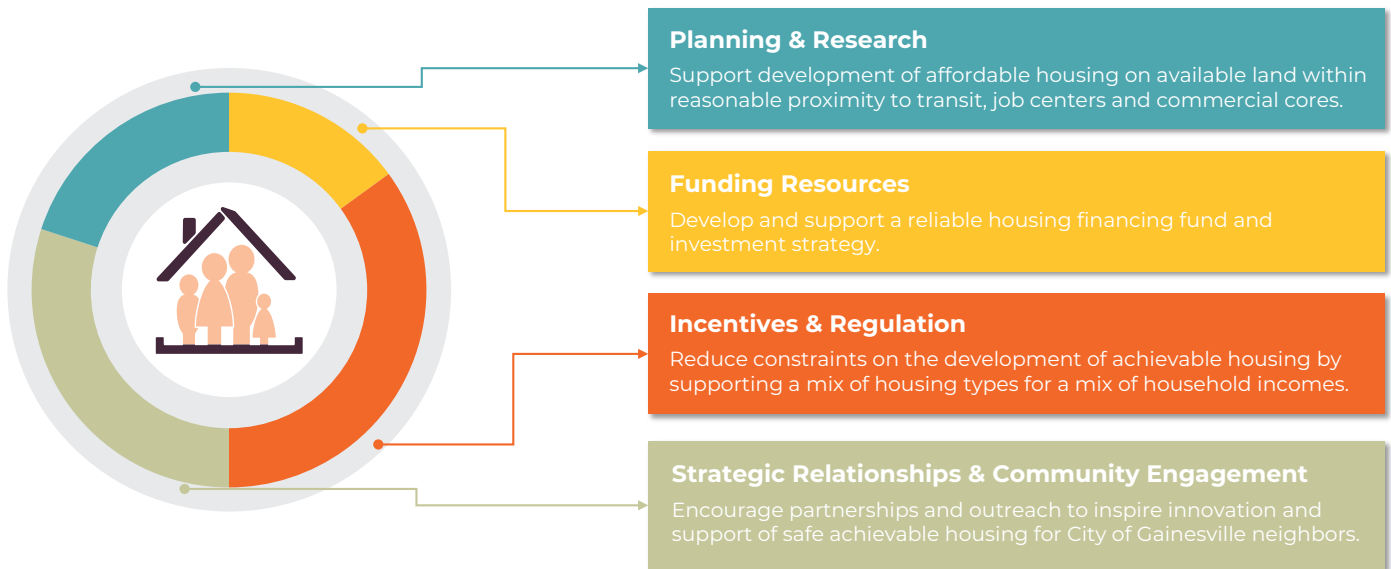 Planning & Research
Support development of affordable housing on available land within
reasonable proximity to transit, job centers and commercial cores.
Funding Resources
Develop and support a reliable housing financing fund and
investment strategy.
Incentives & Regulation
Reduce constraints on the development of achievable housing by
supporting a mix of housing types for a mix of household incomes.
Strategic Relationships & Community Engagement
Encourage partnerships and outreach to inspire innovation and
support of safe achievable housing for City of Gainesville neighbors.